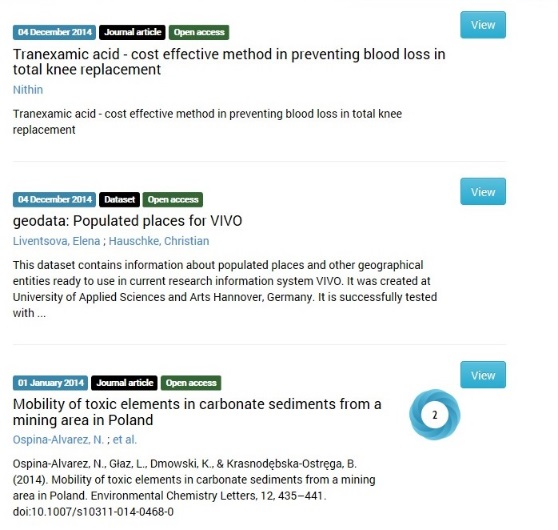 04 December 2014 Journal article Open access View
Tranexamic acid - cost effective method in preventing blood loss in
total knee replacement
Nithin
Tranexamic acid - cost effective method in preventing blood loss in total knee
replacement
04 December 2014 Dataset Open access View
geodata: Populated places for VIVO
Liventsova, Elena ; Hauschke, Christian
This dataset contains information about populated places and other geographical
entities ready to use in current research information system VIVO. It was created at
University of Applied Sciences and Arts Hannover, Germany. It is successfully tested
with ...
01 January 2014 Journal article Open access View
Mobility of toxic elements in carbonate sediments from a
mining area in Poland
2
Ospina-Alvarez, N. ; et al.
Ospina-Alvarez, N., Głaz, L., Dmowski, K., & Krasnodębska-Ostręga, B.
(2014). Mobility of toxic elements in carbonate sediments from a mining
area in Poland. Environmental Chemistry Letters, 12, 435–441.
doi:10.1007/s10311-014-0468-0